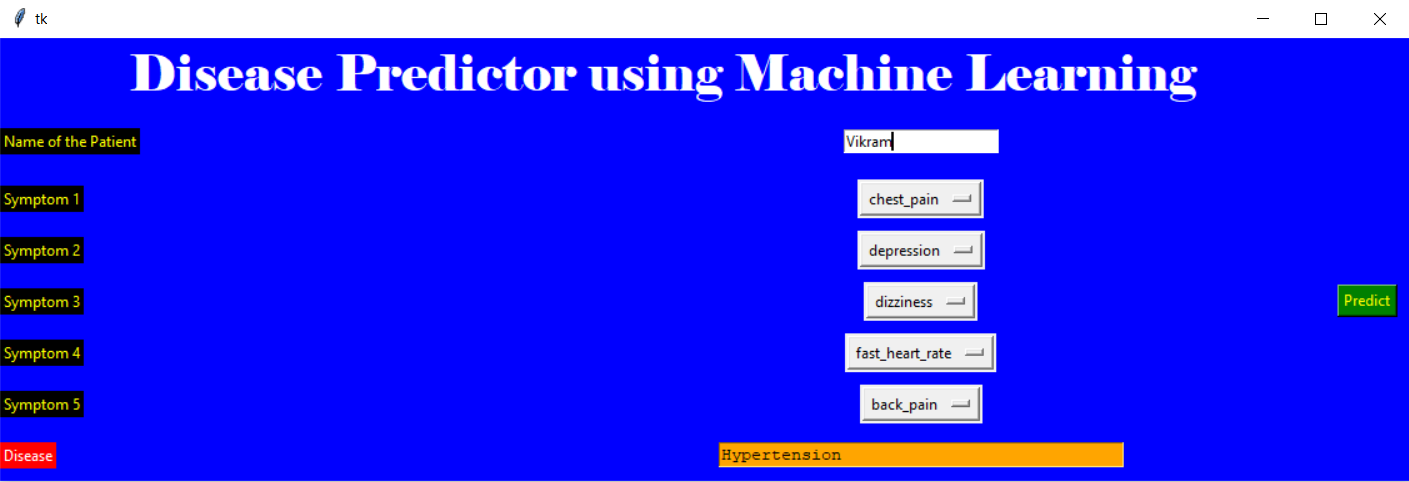 tk
Disease Predictor using Machine Learning
Name of the Patient Vikram
Symptom 1 chest_pain
Symptom 2 depression
Symptom 3 dizziness Predict
Symptom 4 fast_heart_rate
Symptom 5 back_pain
Disease Hypertension